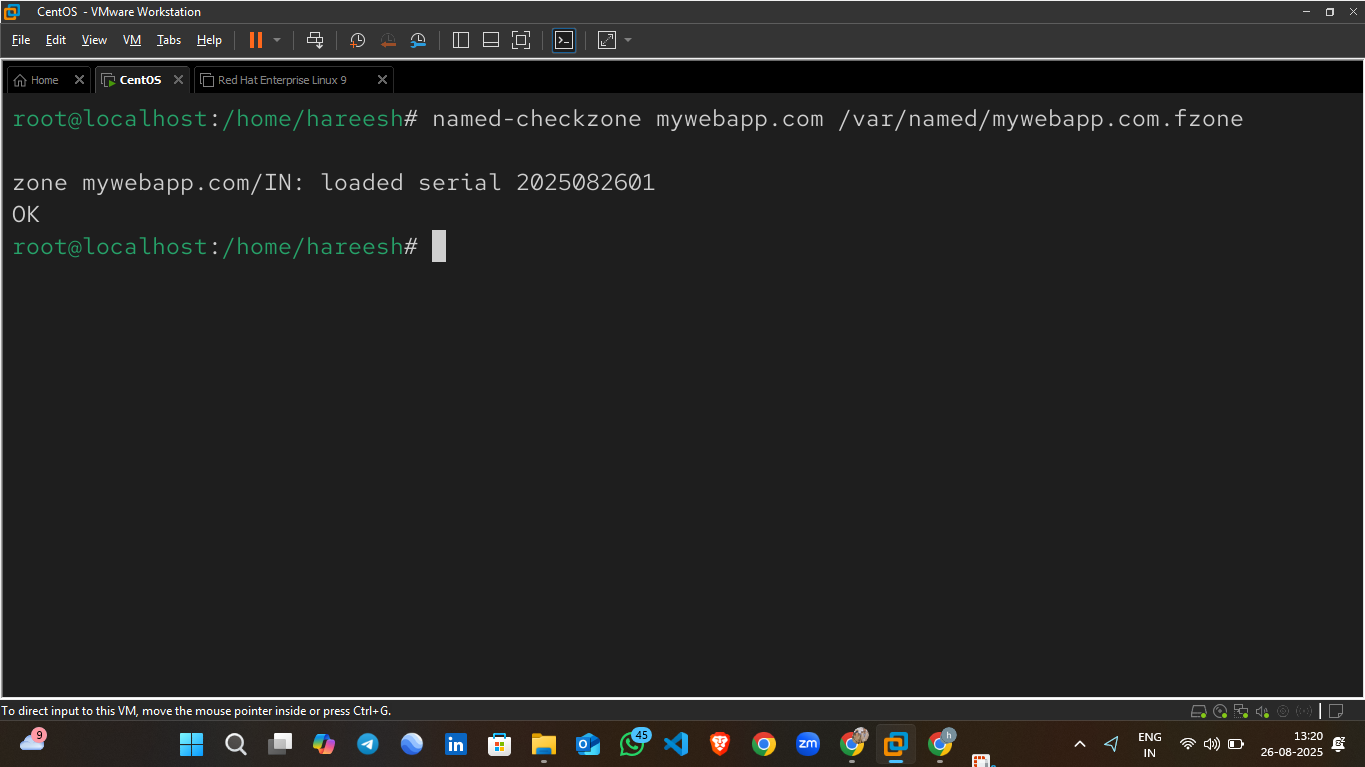 CentOS - VMware Workstation
File Edit View VM Tabs Help
Home CentOS Red Hat Enterprise Linux 9
root@localhost:/home/hareesh# named-checkzone mywebapp.com /var/named/mywebapp.com.fzone
zone mywebapp.com/IN: loaded serial 2025082601
OK
root@localhost:/home/hareesh#
To direct input to this VM, move the mouse pointer inside or press Ctrl+G.
9
in
45
zm
h
ENG
IN
13:20
26-08-2025